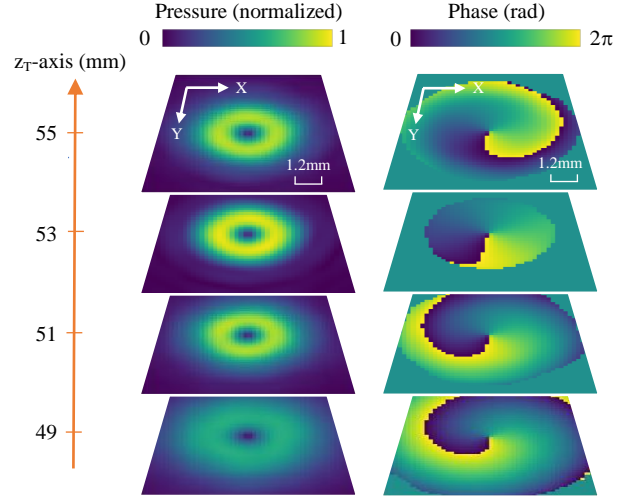 Pressure (normalized) Phase (rad)
0 1 0 2π
z_T-axis (mm)
X X
Y Y
55
1.2mm 1.2mm
53
51
49